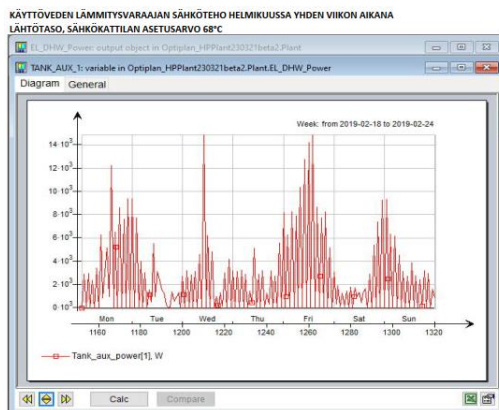 KÄYTTÖVEDEN LÄMMITYSVARAAJAN SÄHKÖTEHO HELMIKUUSSA YHDEN VIIKON AIKANA
LÄHTÖTASO, SÄHKÖKATTILAN ASETUSARVO 68°C
EL_DHW_Power: output object in Optiplan_HPPlant230321beta2.Plant
TANK_AUX_1: variable in Optiplan_HPPlant230321beta2.Plant.EL_DHW_Power
Diagram General
Week: from 2019-02-18 to 2019-02-24
14·10³
12·10³
10·10³
8·10³
6·10³
4·10³
2·10³
0·10³
Mon Tue Wed Thu Fri Sat Sun
1160 1180 1200 1220 1240 1260 1280 1300 1320
Tank_aux_power[1], W
Calc Compare